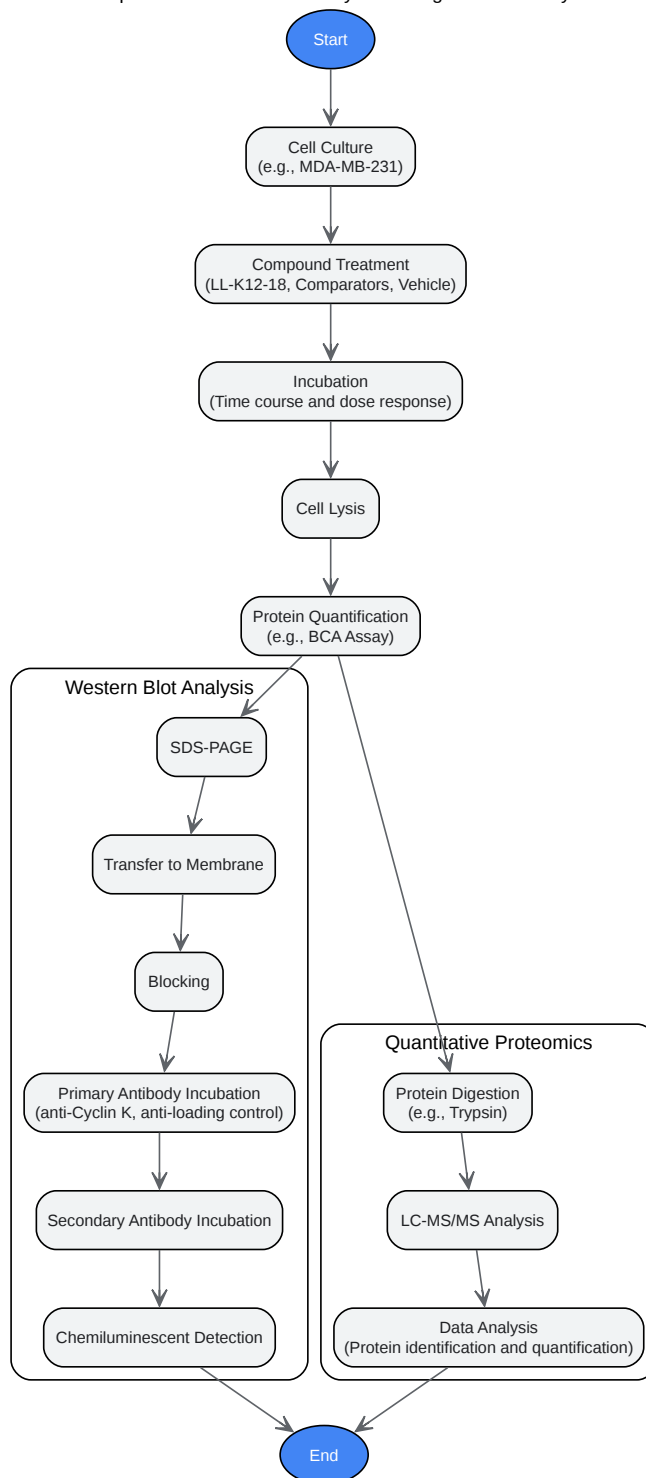 Start
Cell Culture
(e.g., MDA-MB-231)
Compound Treatment
(LL-K12-18, Comparators, Vehicle)
Incubation
(Time course and dose response)
Cell Lysis
Protein Quantification
(e.g., BCA Assay)
Western Blot Analysis
SDS-PAGE
Transfer to Membrane
Blocking
Primary Antibody Incubation
(anti-Cyclin K, anti-loading control)
Secondary Antibody Incubation
Chemiluminescent Detection
Quantitative Proteomics
Protein Digestion
(e.g., Trypsin)
LC-MS/MS Analysis
Data Analysis
(Protein identification and quantification)
End